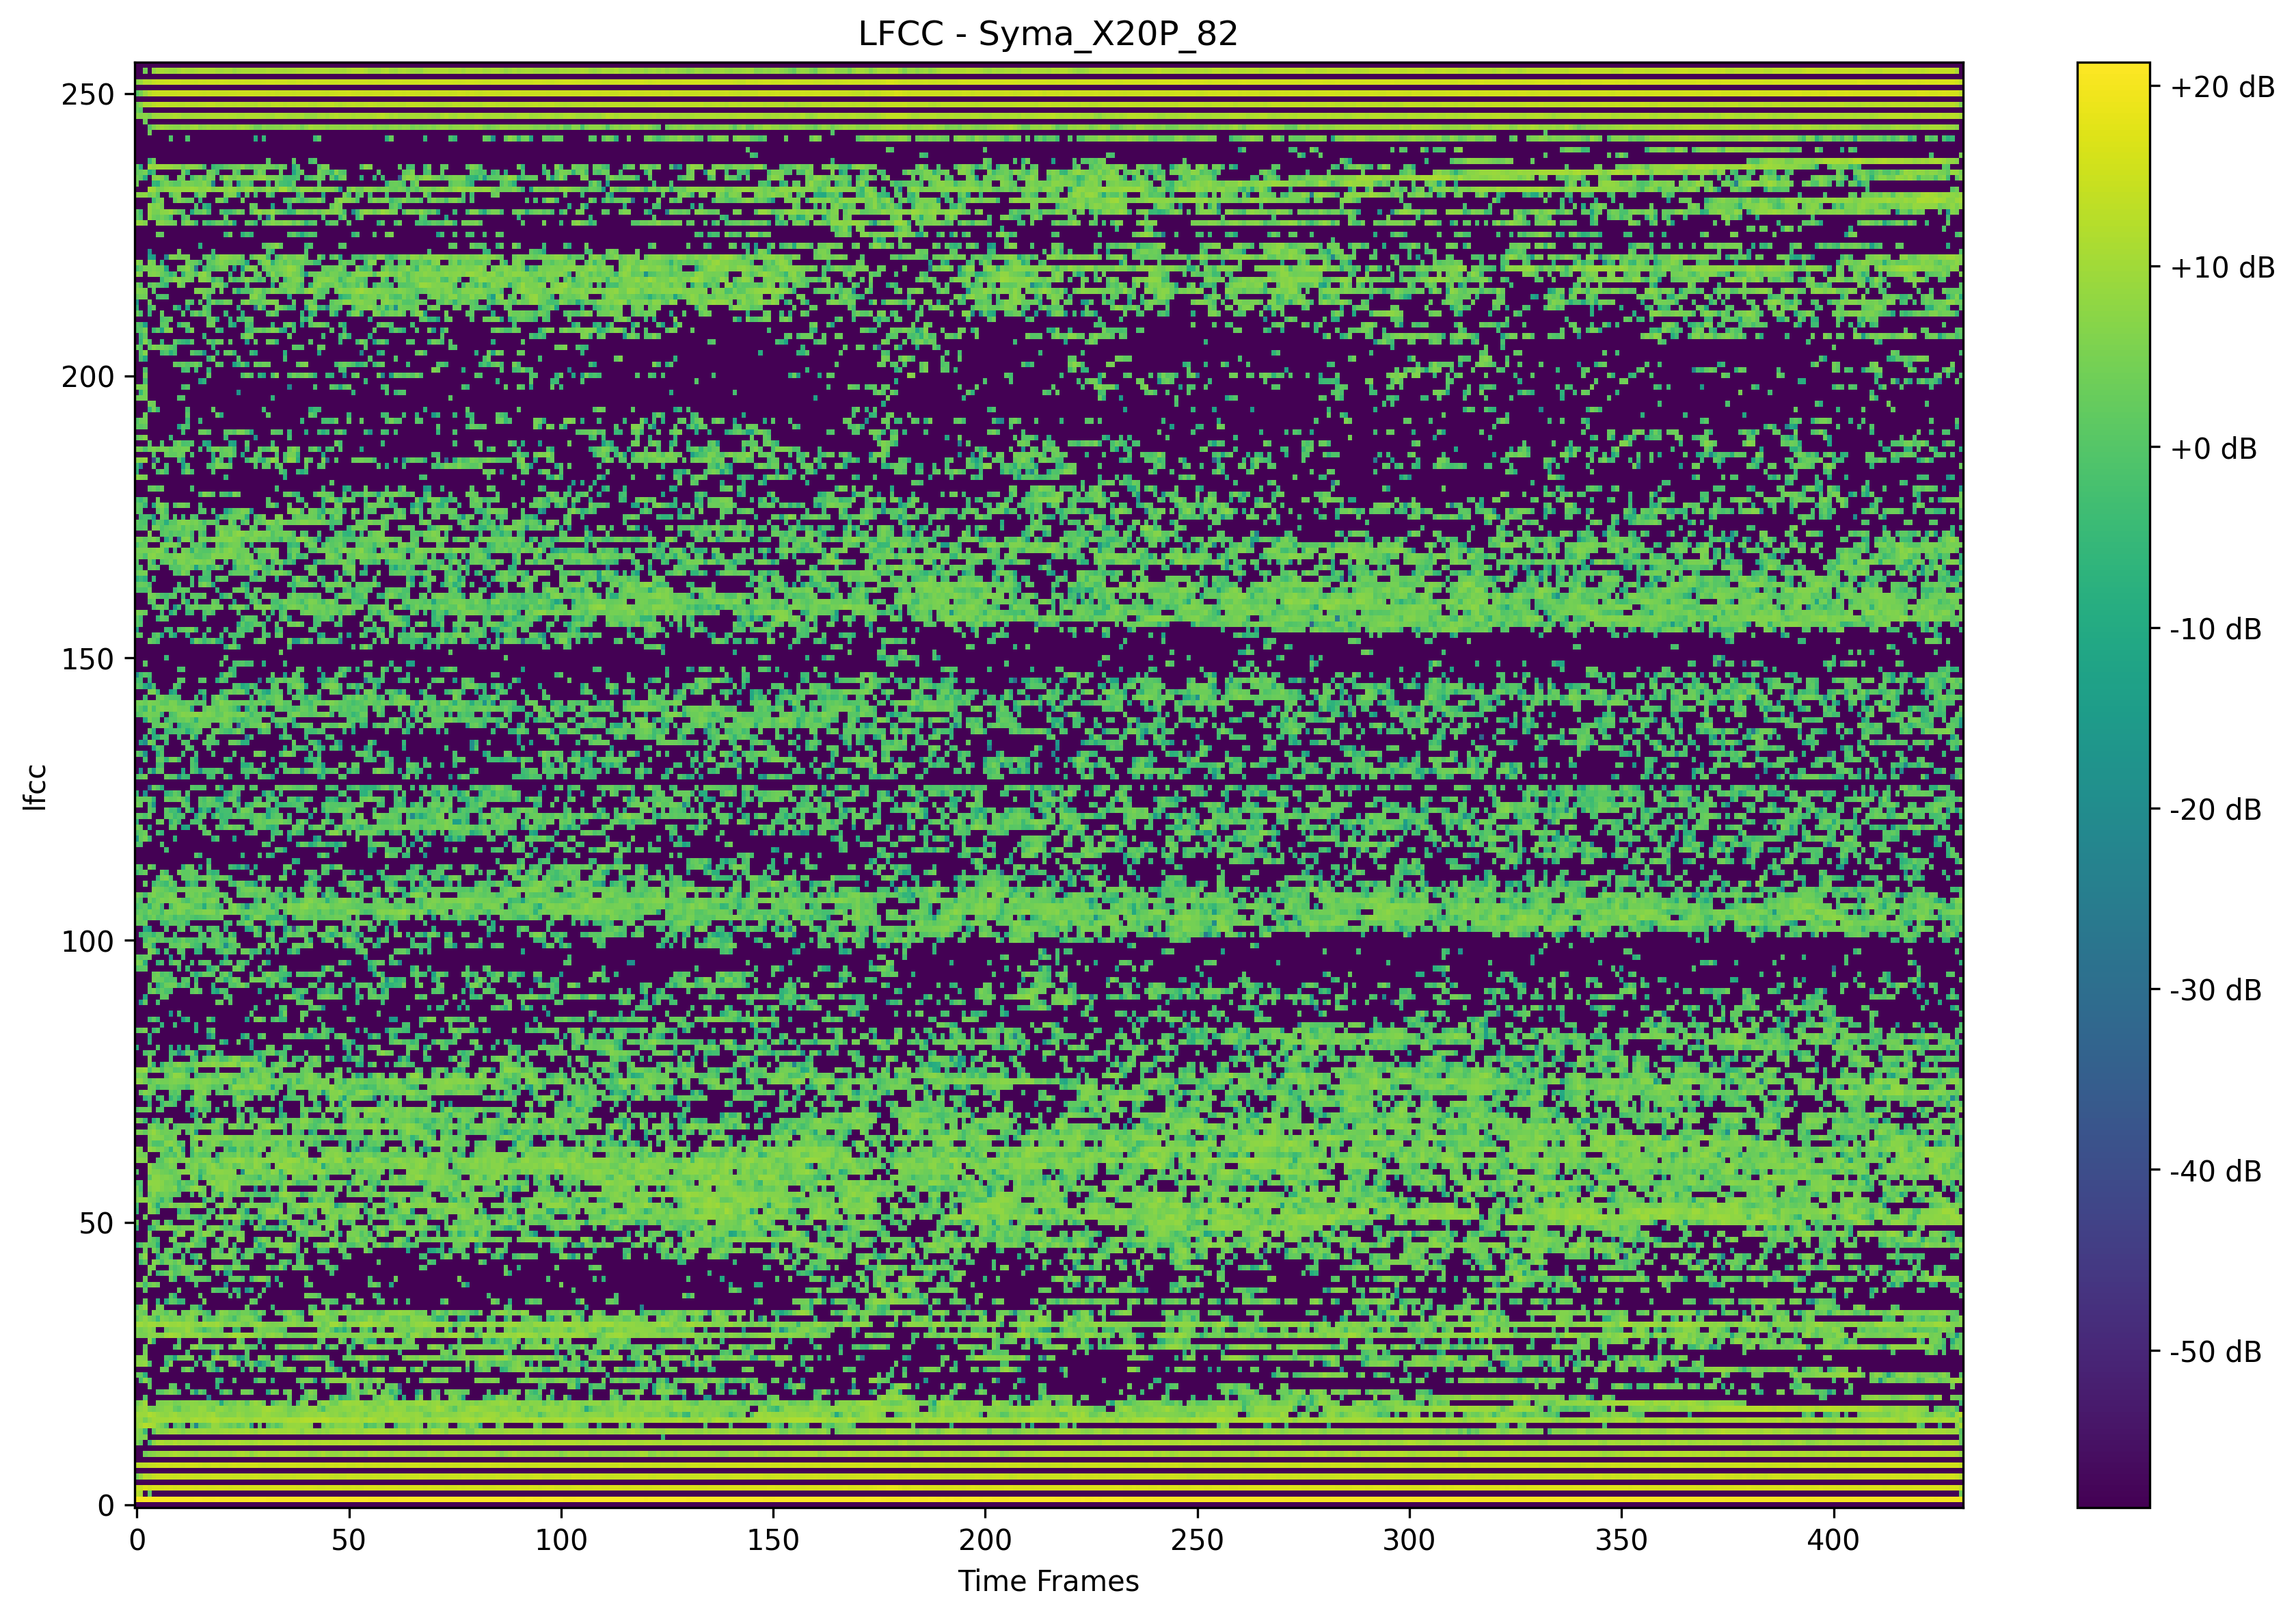 LFCC - Syma_X20P_82
250
200
150
100
50
0
lfcc
0 50 100 150 200 250 300 350 400
Time Frames
+20 dB
+10 dB
+0 dB
-10 dB
-20 dB
-30 dB
-40 dB
-50 dB